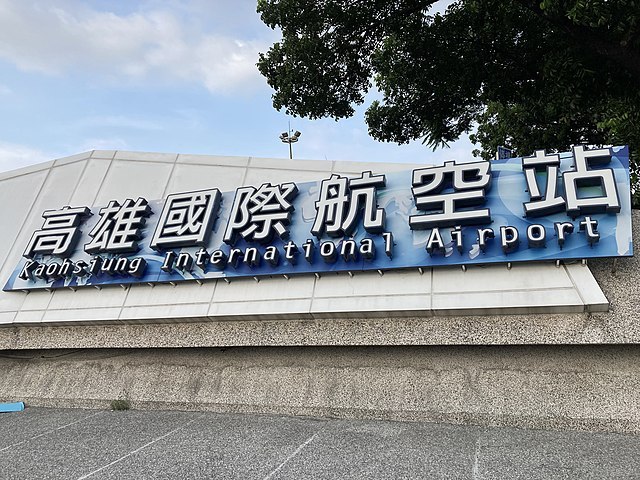 高雄國際航空站
Kaohsiung International Airport